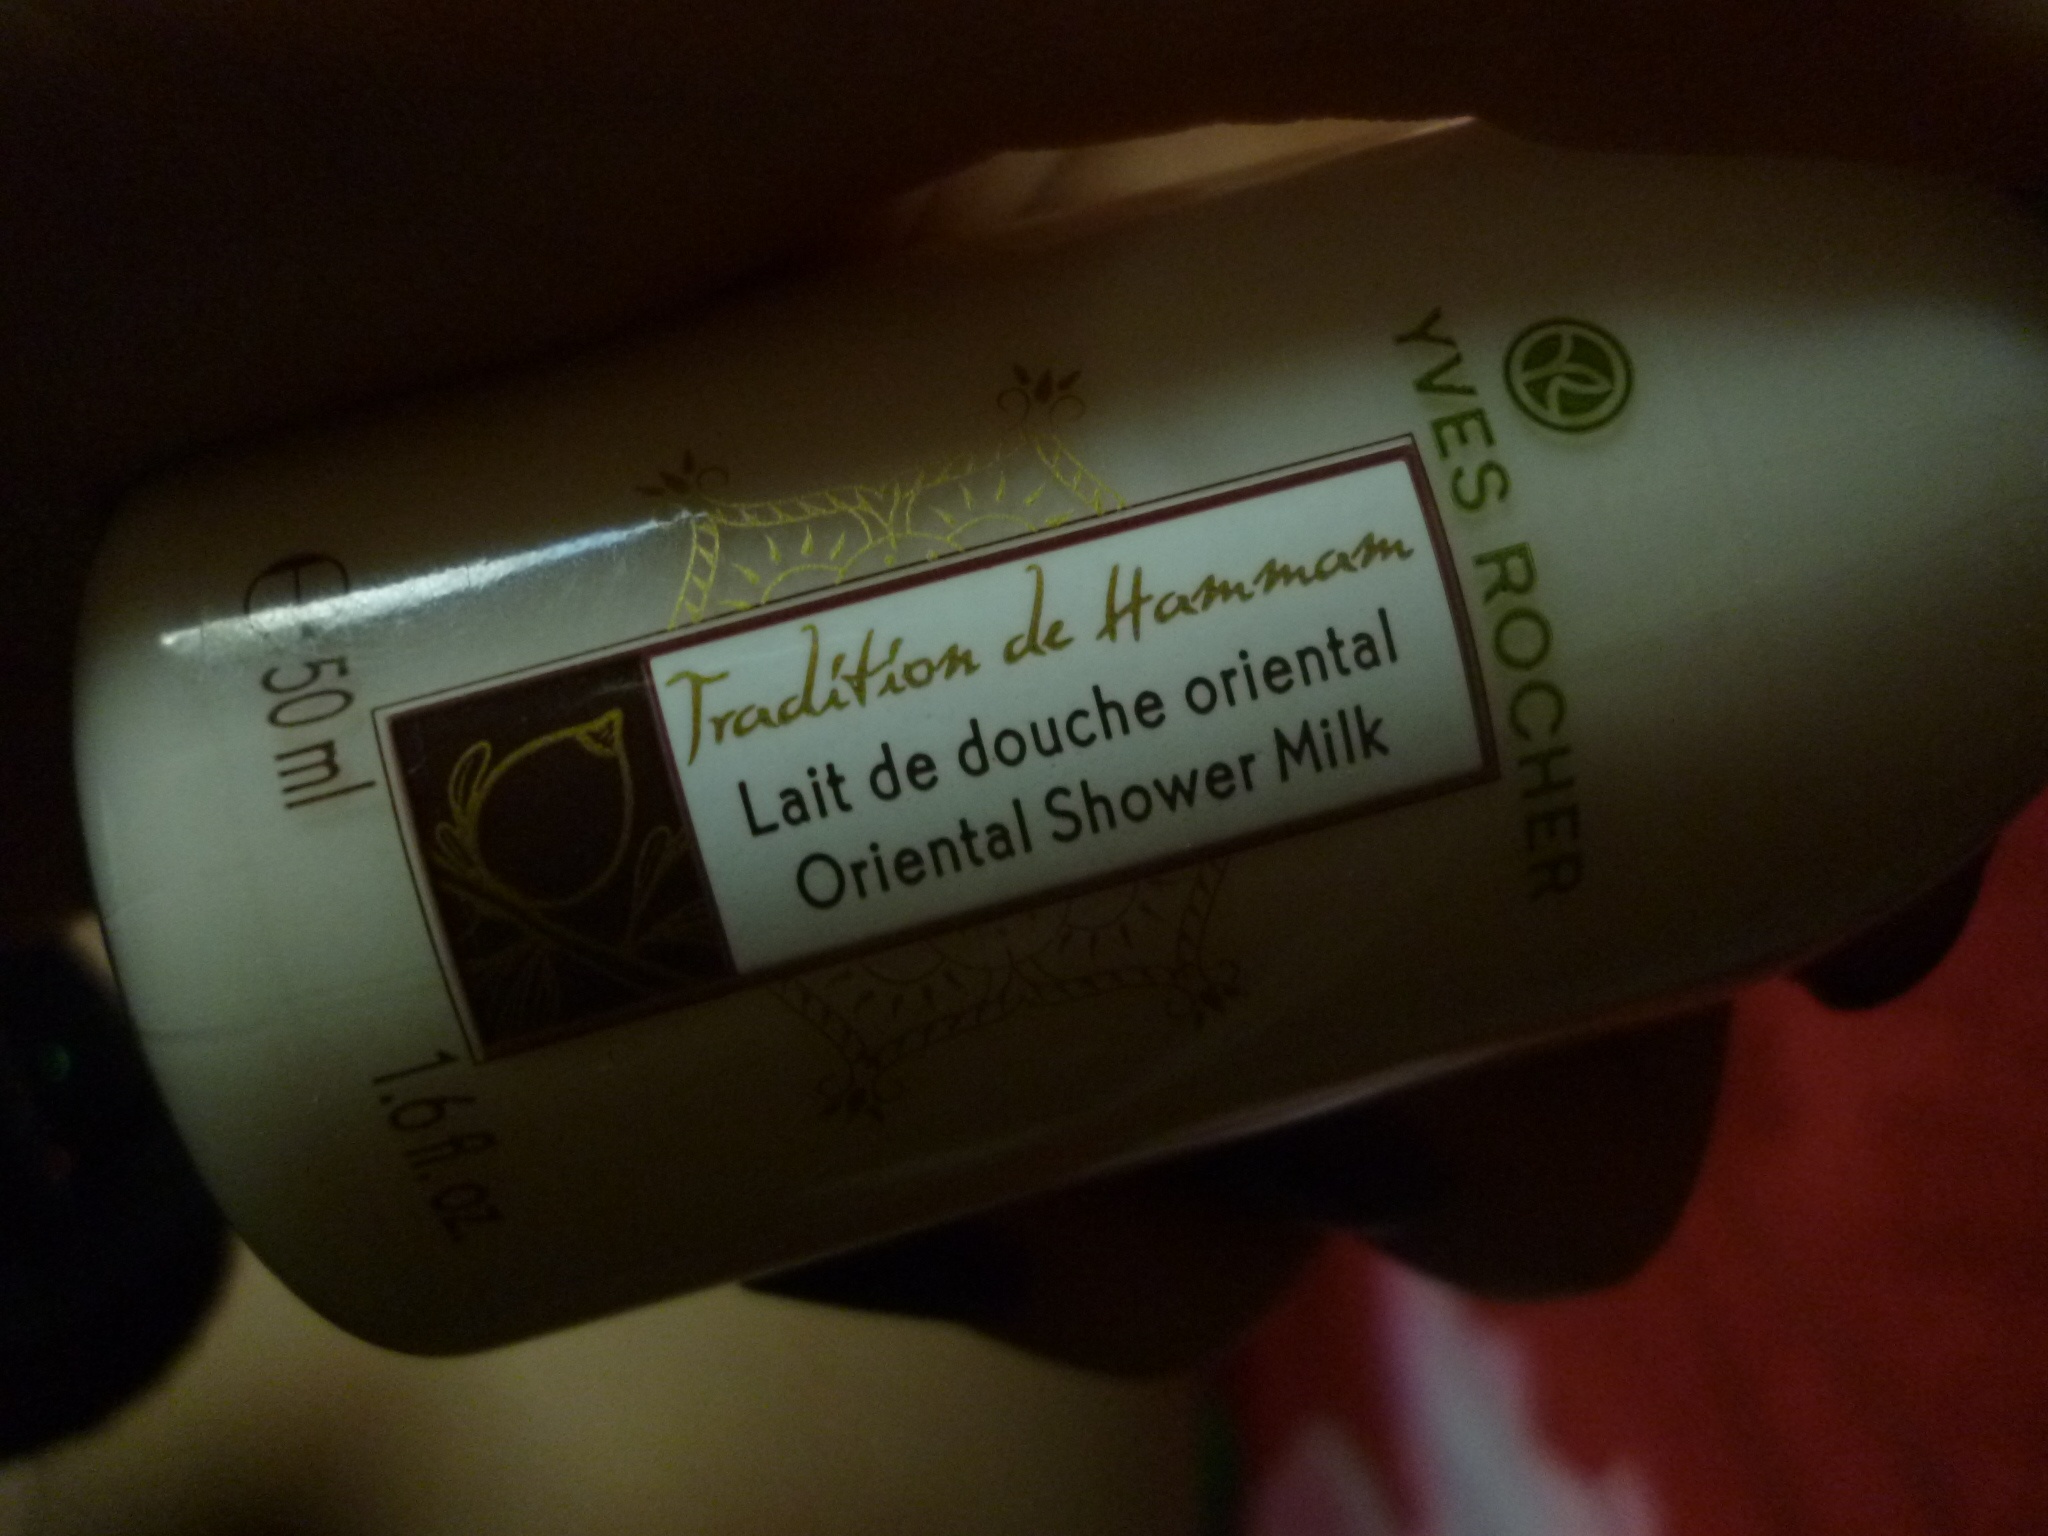 YVES ROCHER
Tradition de Hammam
Lait de douche oriental
Oriental Shower Milk
e 50 ml
1.6 fl. oz